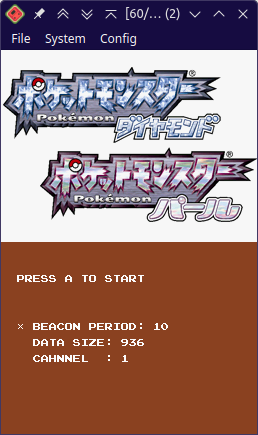 [60/... (2)
File System Config
ポケットモンスター
Pokémon
ダイヤモンド
ポケットモンスター
Pokémon
パール
PRESS A TO START
× BEACON PERIOD: 10
DATA SIZE: 936
CAHNNEL : 1